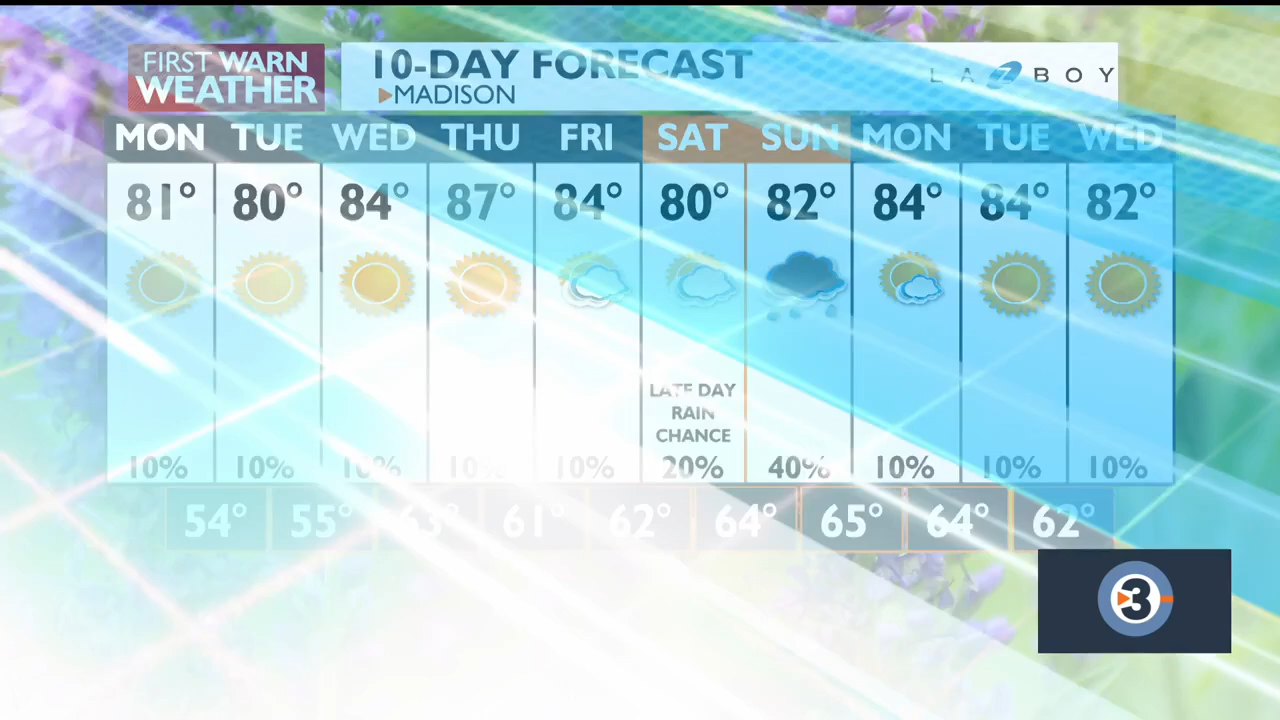 FIRST WARN
WEATHER
10-DAY FORECAST
MADISON
LA Z BOY
MON TUE WED THU FRI SAT SUN MON TUE WED
81° 80° 84° 87° 84° 80° 82° 84° 84° 82°
LATE DAY
RAIN
CHANCE
10% 10% 10% 10% 10% 20% 40% 10% 10% 10%
54° 55° 63° 61° 62° 64° 65° 64° 62°
3